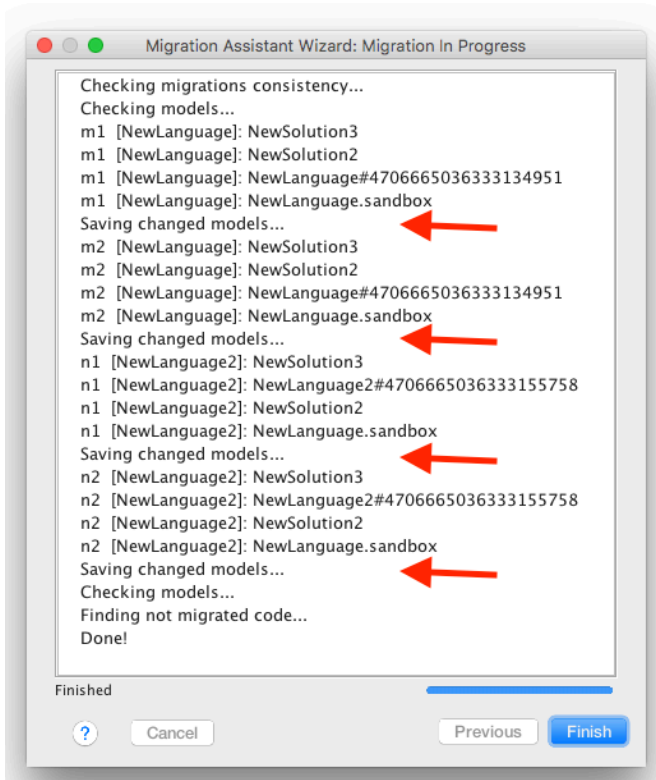 Migration Assistant Wizard: Migration In Progress
Checking migrations consistency...
Checking models...
m1 [NewLanguage]: NewSolution3
m1 [NewLanguage]: NewSolution2
m1 [NewLanguage]: NewLanguage#4706665036333134951
m1 [NewLanguage]: NewLanguage.sandbox
Saving changed models...
m2 [NewLanguage]: NewSolution3
m2 [NewLanguage]: NewSolution2
m2 [NewLanguage]: NewLanguage#4706665036333134951
m2 [NewLanguage]: NewLanguage.sandbox
Saving changed models...
n1 [NewLanguage2]: NewSolution3
n1 [NewLanguage2]: NewLanguage2#4706665036333155758
n1 [NewLanguage2]: NewSolution2
n1 [NewLanguage2]: NewLanguage.sandbox
Saving changed models...
n2 [NewLanguage2]: NewSolution3
n2 [NewLanguage2]: NewLanguage2#4706665036333155758
n2 [NewLanguage2]: NewSolution2
n2 [NewLanguage2]: NewLanguage.sandbox
Saving changed models...
Checking models...
Finding not migrated code...
Done!
Finished
? Cancel Previous Finish